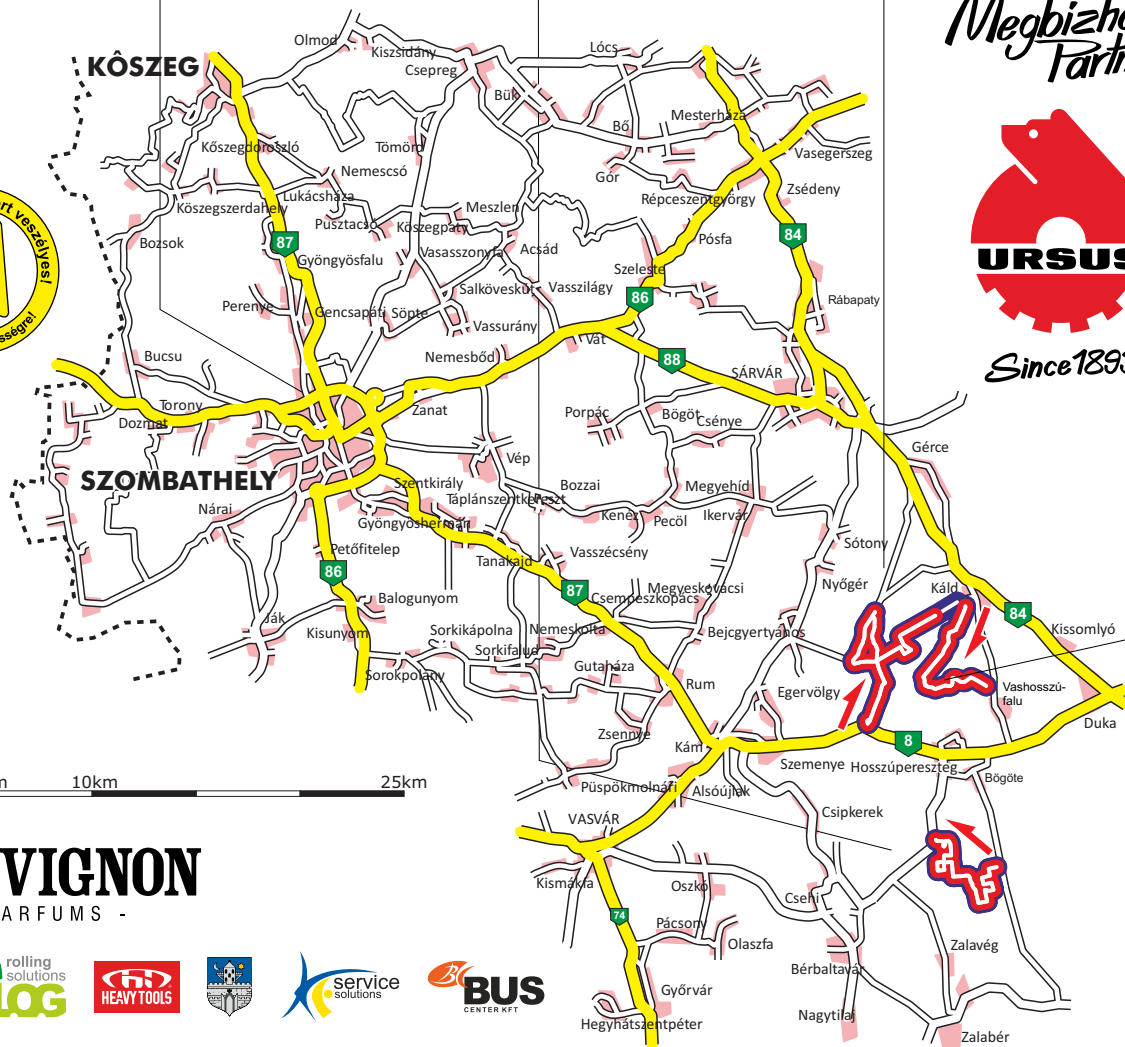 Megbízha
Partn
KÔSZEG
Olmod
Kiszsidány
Csepreg
Lócs
Bük
Mesterháza
Bő
Vasegerszeg
Kőszegdoroszló
Tömörd
Nemescsó
Gór
Zsédeny
Lukácsháza
Répceszentgyörgy
Köszegszerdahely
Pusztacsó
Köszegpaty
Meszlen
84
Pósfa
Bozsok
87
Vasasszonyfa
Acsád
URSUS
Gyöngyösfalu
Szeleste
Salköveskút
Vasszilágy
86
Rábapaty
Perenye
Gencsapáti
Söpte
Vassurány
Vát
Bucsu
Nemesbőd
88
SÁRVÁR
Since 1893
Torony
Dozmat
Zanat
Porpác
Bögöt
Csénye
Gérce
Vép
SZOMBATHELY
Szentkirály
Táplánszentkereszt
Bozzai
Megyehíd
Nárai
Gyöngyöshermán
Kenéz
Pecöl
Ikervár
Petőfitelep
Tanakajd
Vasszécsény
Sótony
86
87
Csempeszkopács
Megyeskovácsi
Nyőgér
Káld
Balogunyom
84
Ják
Kisunyom
Sorkikápolna
Nemeskolta
Bejcgyertyános
Kissomlyó
Sorkifalud
Gutaháza
Sorokpolány
Rum
Egervölgy
Vashosszú-
falu
Zsennye
Kám
8
Duka
Szemenye
Hosszúpereszteg
Bögöte
10km
25km
Püspökmolnári
Alsóújlak
VASVÁR
Csipkerek
VIGNON
ARFUMS -
Kismákfa
Oszkó
Csehi
74
Pácsony
Olaszfa
Zalavég
Bérbaltavár
rolling
solutions
LOG
HEAVY TOOLS
service
solutions
BUS
CENTER KFT
Győrvár
Nagytilaj
Hegyhátszentpéter
Zalabér